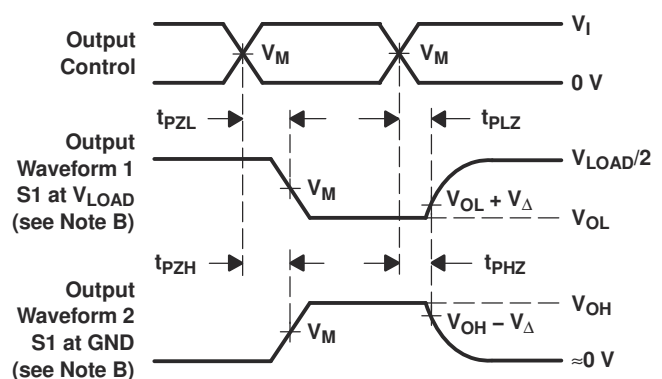 Output
Control
V_M
V_M
V_I
0 V
t_PZL
t_PLZ
Output
Waveform 1
S1 at V_LOAD
(see Note B)
V_M
V_LOAD/2
V_OL + V_Δ
V_OL
t_PZH
t_PHZ
Output
Waveform 2
S1 at GND
(see Note B)
V_M
V_OH
V_OH − V_Δ
≈0 V